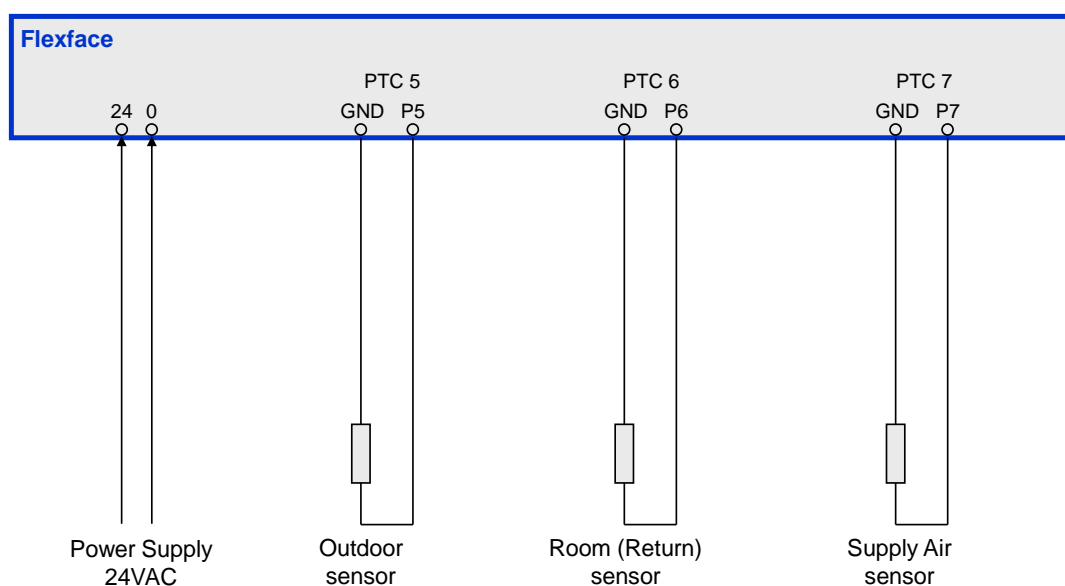 Flexface
PTC 5 PTC 6 PTC 7
24 0 GND P5 GND P6 GND P7
Power Supply
24VAC
Outdoor
sensor
Room (Return)
sensor
Supply Air
sensor